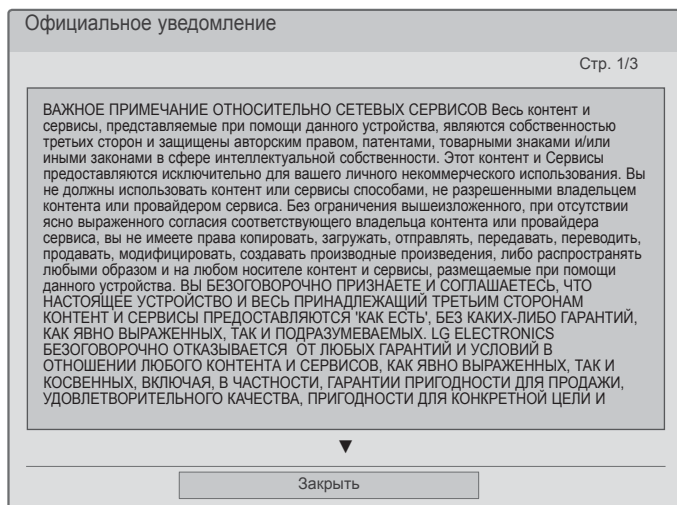 Официальное уведомление
Стр. 1/3
ВАЖНОЕ ПРИМЕЧАНИЕ ОТНОСИТЕЛЬНО СЕТЕВЫХ СЕРВИСОВ Весь контент и
сервисы, представляемые при помощи данного устройства, являются собственностью
третьих сторон и защищены авторским правом, патентами, товарными знаками и/или
иными законами в сфере интеллектуальной собственности. Этот контент и Сервисы
предоставляются исключительно для вашего личного некоммерческого использования. Вы
не должны использовать контент или сервисы способами, не разрешенными владельцем
контента или провайдером сервиса. Без ограничения вышеизложенного, при отсутствии
ясно выраженного согласия соответствующего владельца контента или провайдера
сервиса, вы не имеете права копировать, загружать, отправлять, передавать, переводить,
продавать, модифицировать, создавать производные произведения, либо распространять
любыми образом и на любом носителе контент и сервисы, размещаемые при помощи
данного устройства. ВЫ БЕЗОГОВОРОЧНО ПРИЗНАЕТЕ И СОГЛАШАЕТЕСЬ, ЧТО
НАСТОЯЩЕЕ УСТРОЙСТВО И ВЕСЬ ПРИНАДЛЕЖАЩИЙ ТРЕТЬИМ СТОРОНАМ
КОНТЕНТ И СЕРВИСЫ ПРЕДОСТАВЛЯЮТСЯ 'КАК ЕСТЬ', БЕЗ КАКИХ-ЛИБО ГАРАНТИЙ,
КАК ЯВНО ВЫРАЖЕННЫХ, ТАК И ПОДРАЗУМЕВАЕМЫХ. LG ELECTRONICS
БЕЗОГОВОРОЧНО ОТКАЗЫВАЕТСЯ ОТ ЛЮБЫХ ГАРАНТИЙ И УСЛОВИЙ В
ОТНОШЕНИИ ЛЮБОГО КОНТЕНТА И СЕРВИСОВ, КАК ЯВНО ВЫРАЖЕННЫХ, ТАК И
КОСВЕННЫХ, ВКЛЮЧАЯ, В ЧАСТНОСТИ, ГАРАНТИИ ПРИГОДНОСТИ ДЛЯ ПРОДАЖИ,
УДОВЛЕТВОРИТЕЛЬНОГО КАЧЕСТВА, ПРИГОДНОСТИ ДЛЯ КОНКРЕТНОЙ ЦЕЛИ И
▼
Закрыть